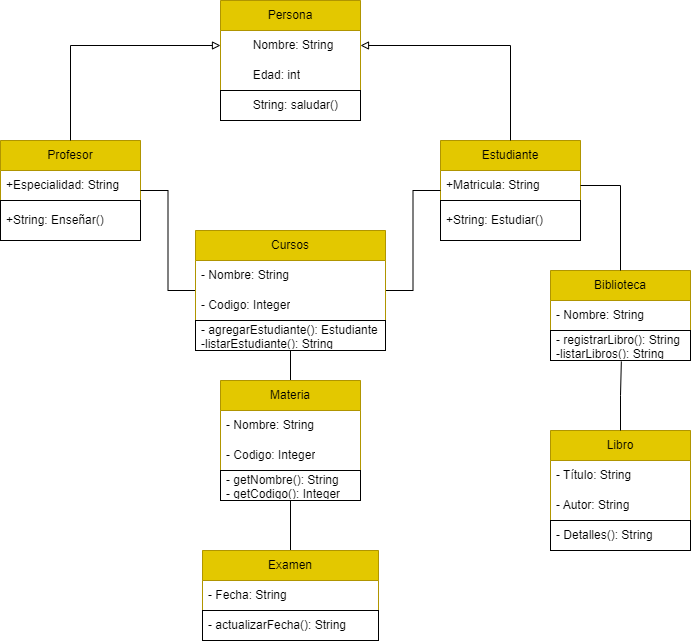 Persona
Nombre: String
Edad: int
String: saludar()
Profesor
+Especialidad: String
+String: Enseñar()
Estudiante
+Matricula: String
+String: Estudiar()
Cursos
- Nombre: String
- Codigo: Integer
- agregarEstudiante(): Estudiante
-listarEstudiante(): String
Biblioteca
- Nombre: String
- registrarLibro(): String
-listarLibros(): String
Materia
- Nombre: String
- Codigo: Integer
- getNombre(): String
- getCodigo(): Integer
Libro
- Título: String
- Autor: String
- Detalles(): String
Examen
- Fecha: String
- actualizarFecha(): String